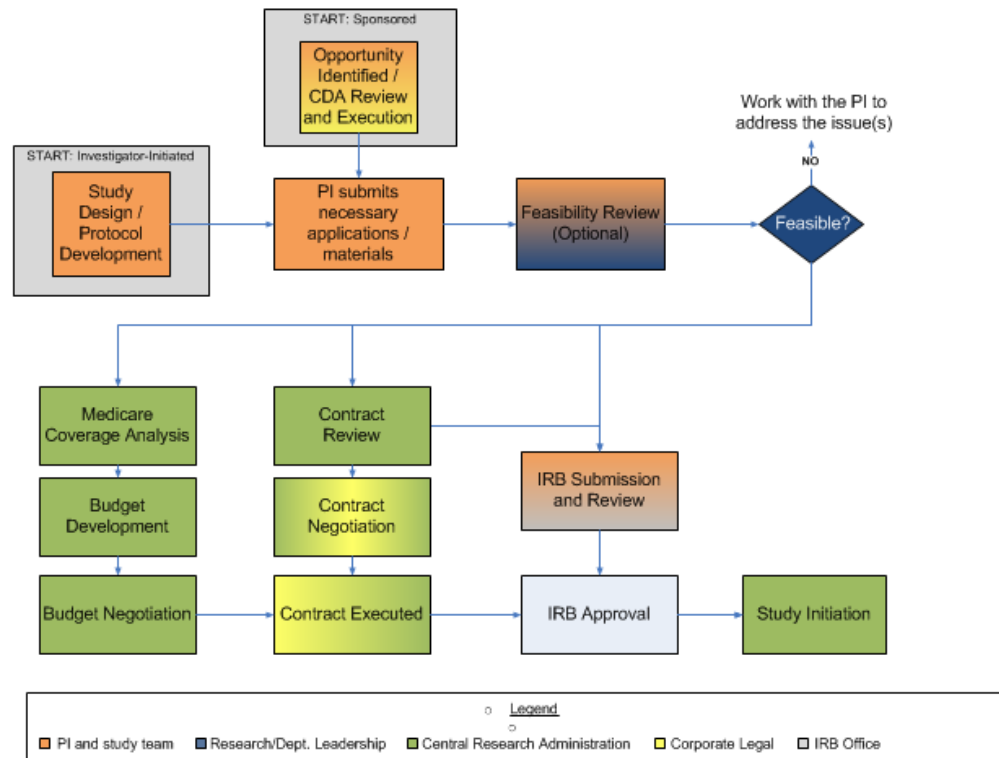 START: Sponsored
Opportunity
Identified /
CDA Review
and Execution
Work with the PI to
address the issue(s)
NO
START: Investigator-Initiated
Study
Design /
Protocol
Development
PI submits
necessary
applications /
materials
Feasibility Review
(Optional)
Feasible?
Medicare
Coverage Analysis
Contract
Review
IRB Submission
and Review
Budget
Development
Contract
Negotiation
Budget Negotiation
Contract Executed
IRB Approval
Study Initiation
Legend
PI and study team
Research/Dept. Leadership
Central Research Administration
Corporate Legal
IRB Office